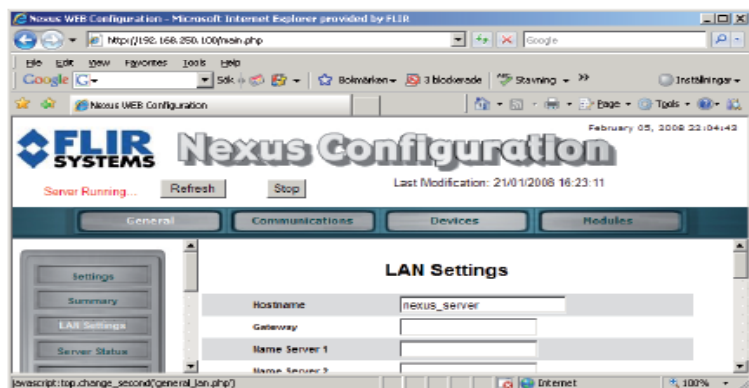 Nexus WEB Configuration - Microsoft Internet Explorer provided by FLIR
http://192.168.250.100/main.php
Google
File Edit View Favorites Tools Help
Google G Sök 3 blockerade Stavning Inställningar
Nexus WEB Configuration Page Tools
February 05, 2008 22:04:43
FLIR SYSTEMS
Nexus Configuration
Server Running... Refresh Stop Last Modification: 21/01/2008 16:23:11
General Communications Devices Modules
Settings
Summary
LAN Settings
Server Status
LAN Settings
Hostname nexus_server
Gateway
Name Server 1
Name Server 2
javascript:top.change_second('general_lan.php') Internet 100%